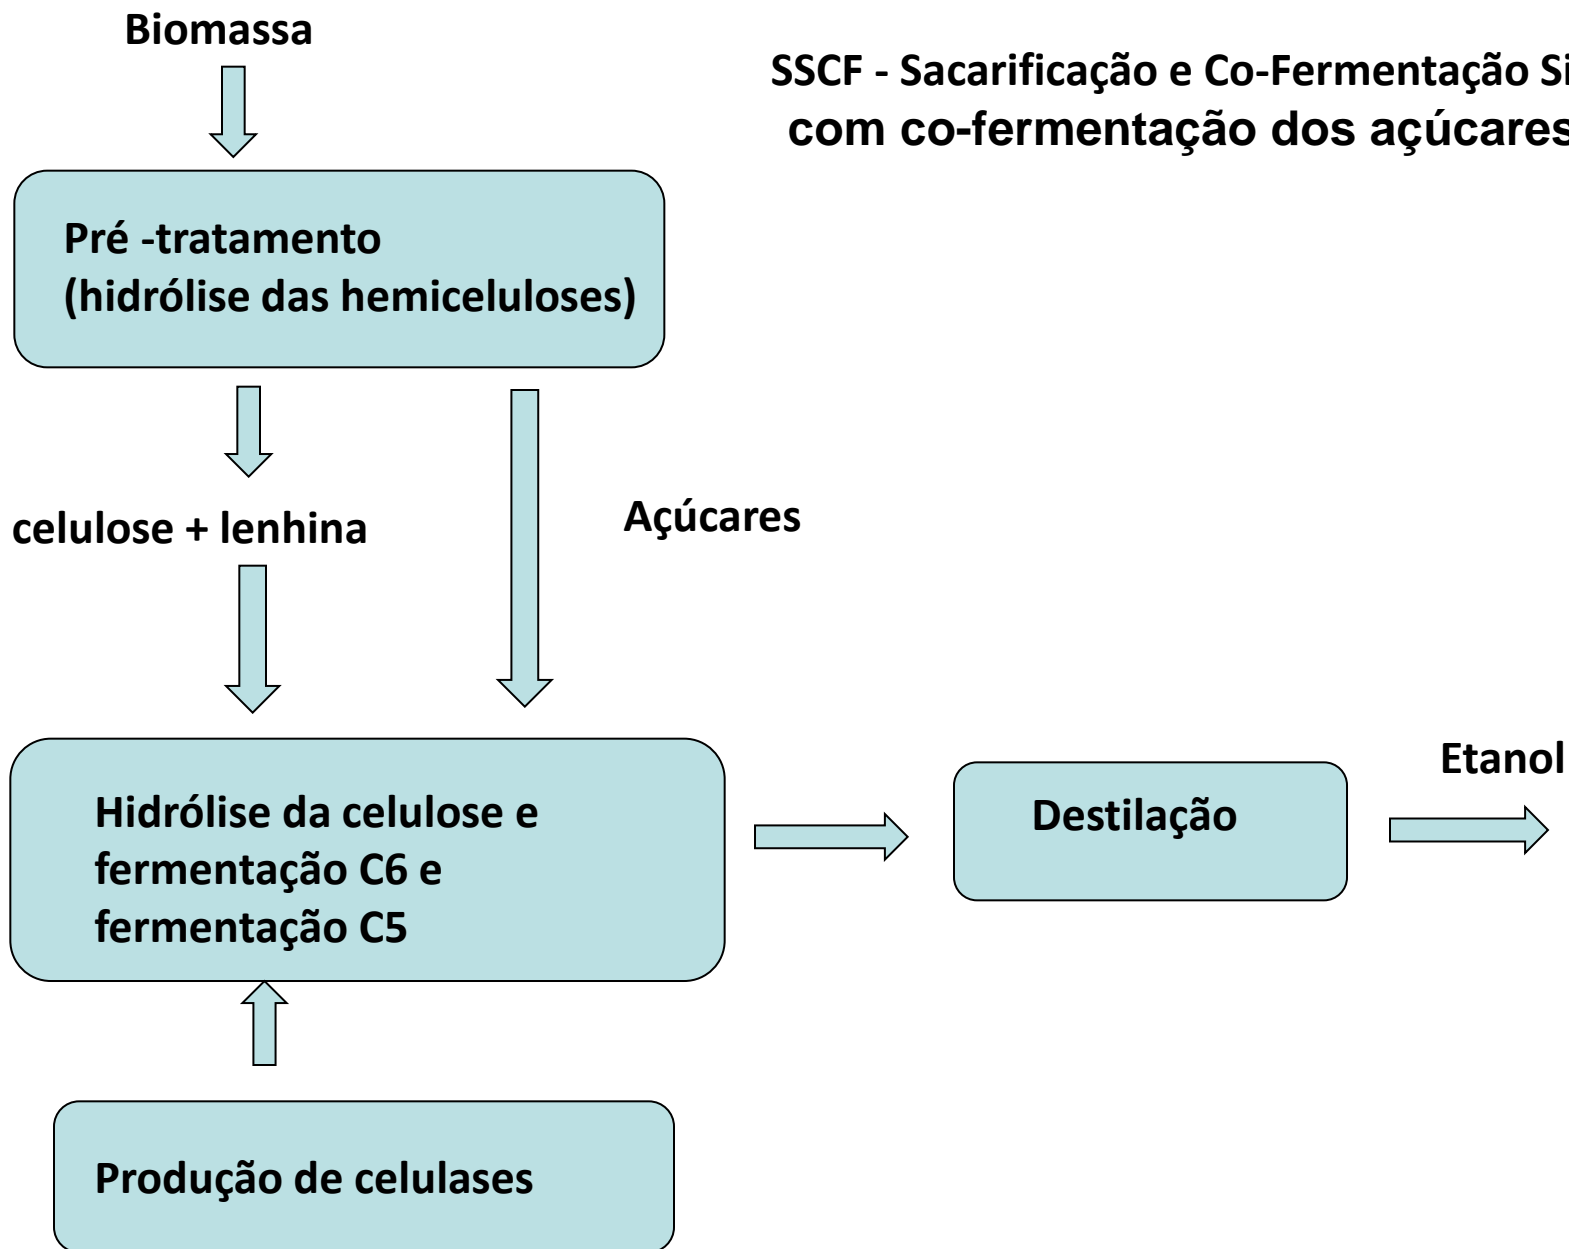 Biomassa
SSCF - Sacarificação e Co-Fermentação
com co-fermentação dos açúcares
Pré -tratamento
(hidrólise das hemiceluloses)
celulose + lenhina
Açúcares
Hidrólise da celulose e
fermentação C6 e
fermentação C5
Destilação
Etanol
Produção de celulases